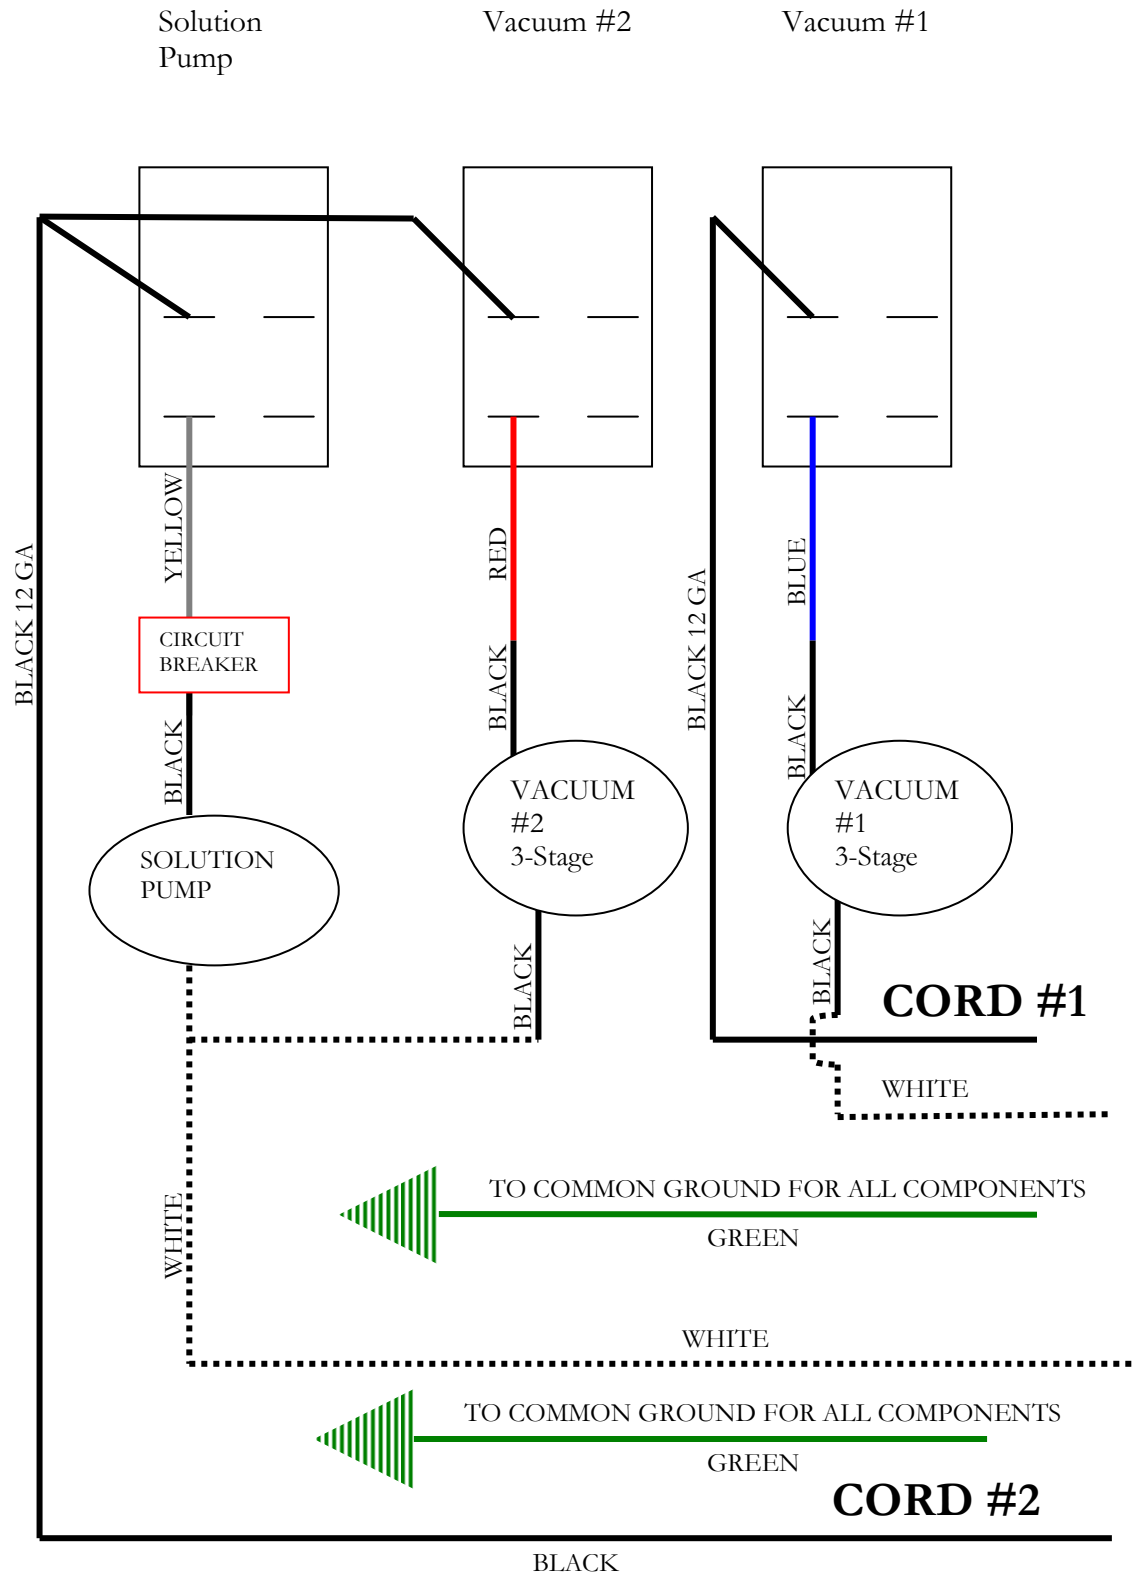 Solution
Pump
Vacuum #2
Vacuum #1
YELLOW
RED
BLUE
BLACK 12 GA
BLACK 12 GA
CIRCUIT
BREAKER
BLACK
BLACK
BLACK
SOLUTION
PUMP
VACUUM
#2
3-Stage
VACUUM
#1
3-Stage
BLACK
BLACK
CORD #1
WHITE
TO COMMON GROUND FOR ALL COMPONENTS
GREEN
WHITE
WHITE
TO COMMON GROUND FOR ALL COMPONENTS
GREEN
CORD #2
BLACK